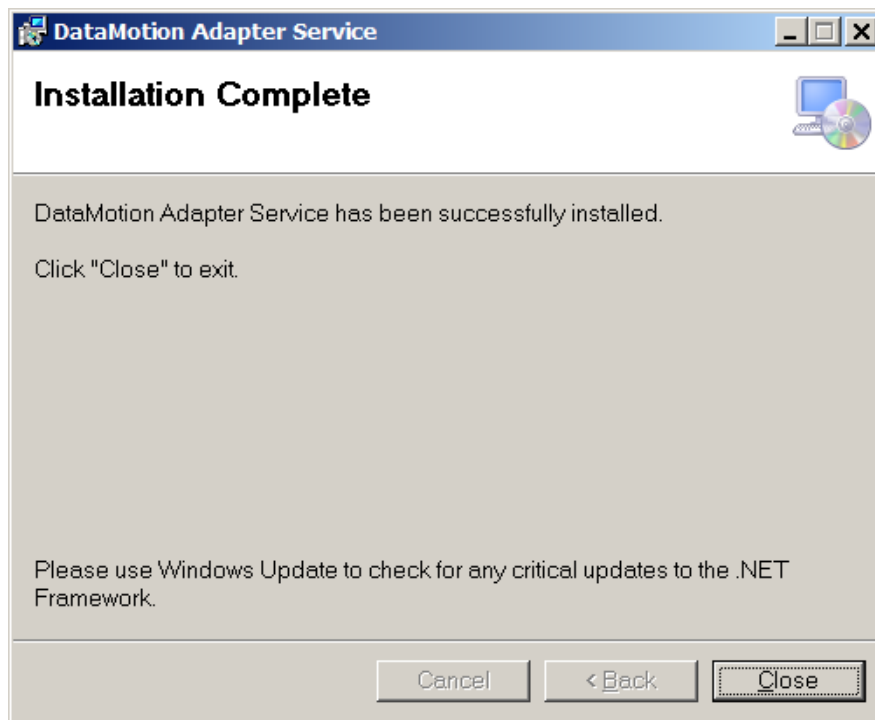 DataMotion Adapter Service
Installation Complete
DataMotion Adapter Service has been successfully installed.
Click "Close" to exit.
Please use Windows Update to check for any critical updates to the .NET
Framework.
Cancel
< Back
Close